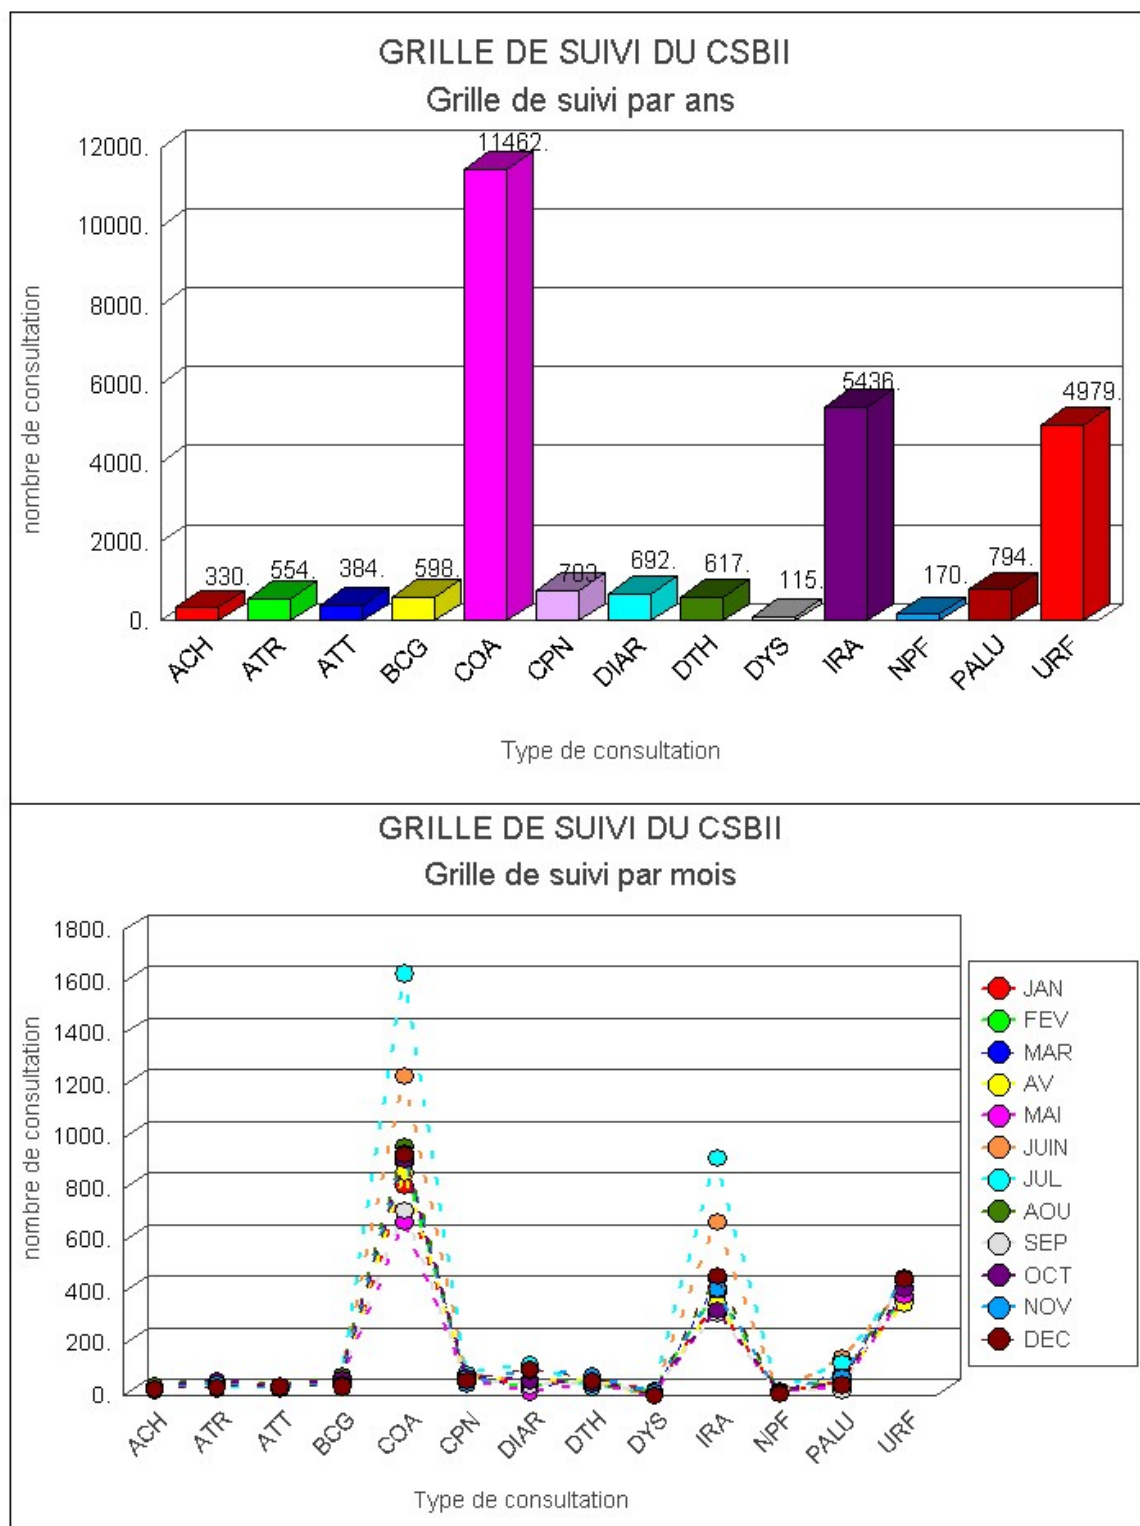 GRILLE DE SUIVI DU CSBII
Grille de suivi par ans
nombre de consultation
12000.
10000.
8000.
6000.
4000.
2000.
0.
330. 554. 384. 598. 11462. 703. 692. 617. 115. 5436. 170. 794. 4979.
ACH ATR ATT BCG COA CPN DIAR DTH DYS IRA NPF PALU URF
Type de consultation
GRILLE DE SUIVI DU CSBII
Grille de suivi par mois
nombre de consultation
1800.
1600.
1400.
1200.
1000.
800.
600.
400.
200.
0.
ACH ATR ATT BCG COA CPN DIAR DTH DYS IRA NPF PALU URF
Type de consultation
JAN
FEV
MAR
AV
MAI
JUIN
JUL
AOU
SEP
OCT
NOV
DEC